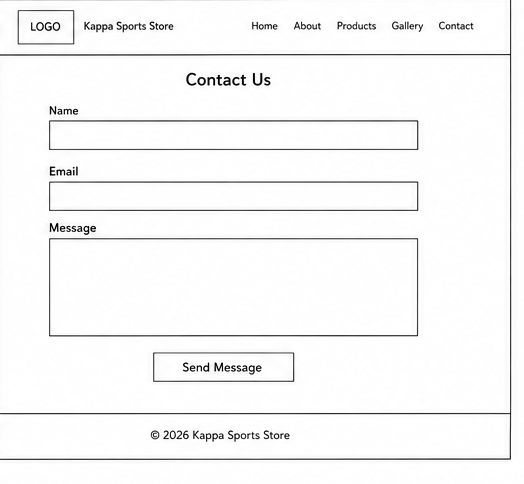 LOGO Kappa Sports Store Home About Products Gallery Contact
Contact Us
Name
Email
Message
Send Message
© 2026 Kappa Sports Store